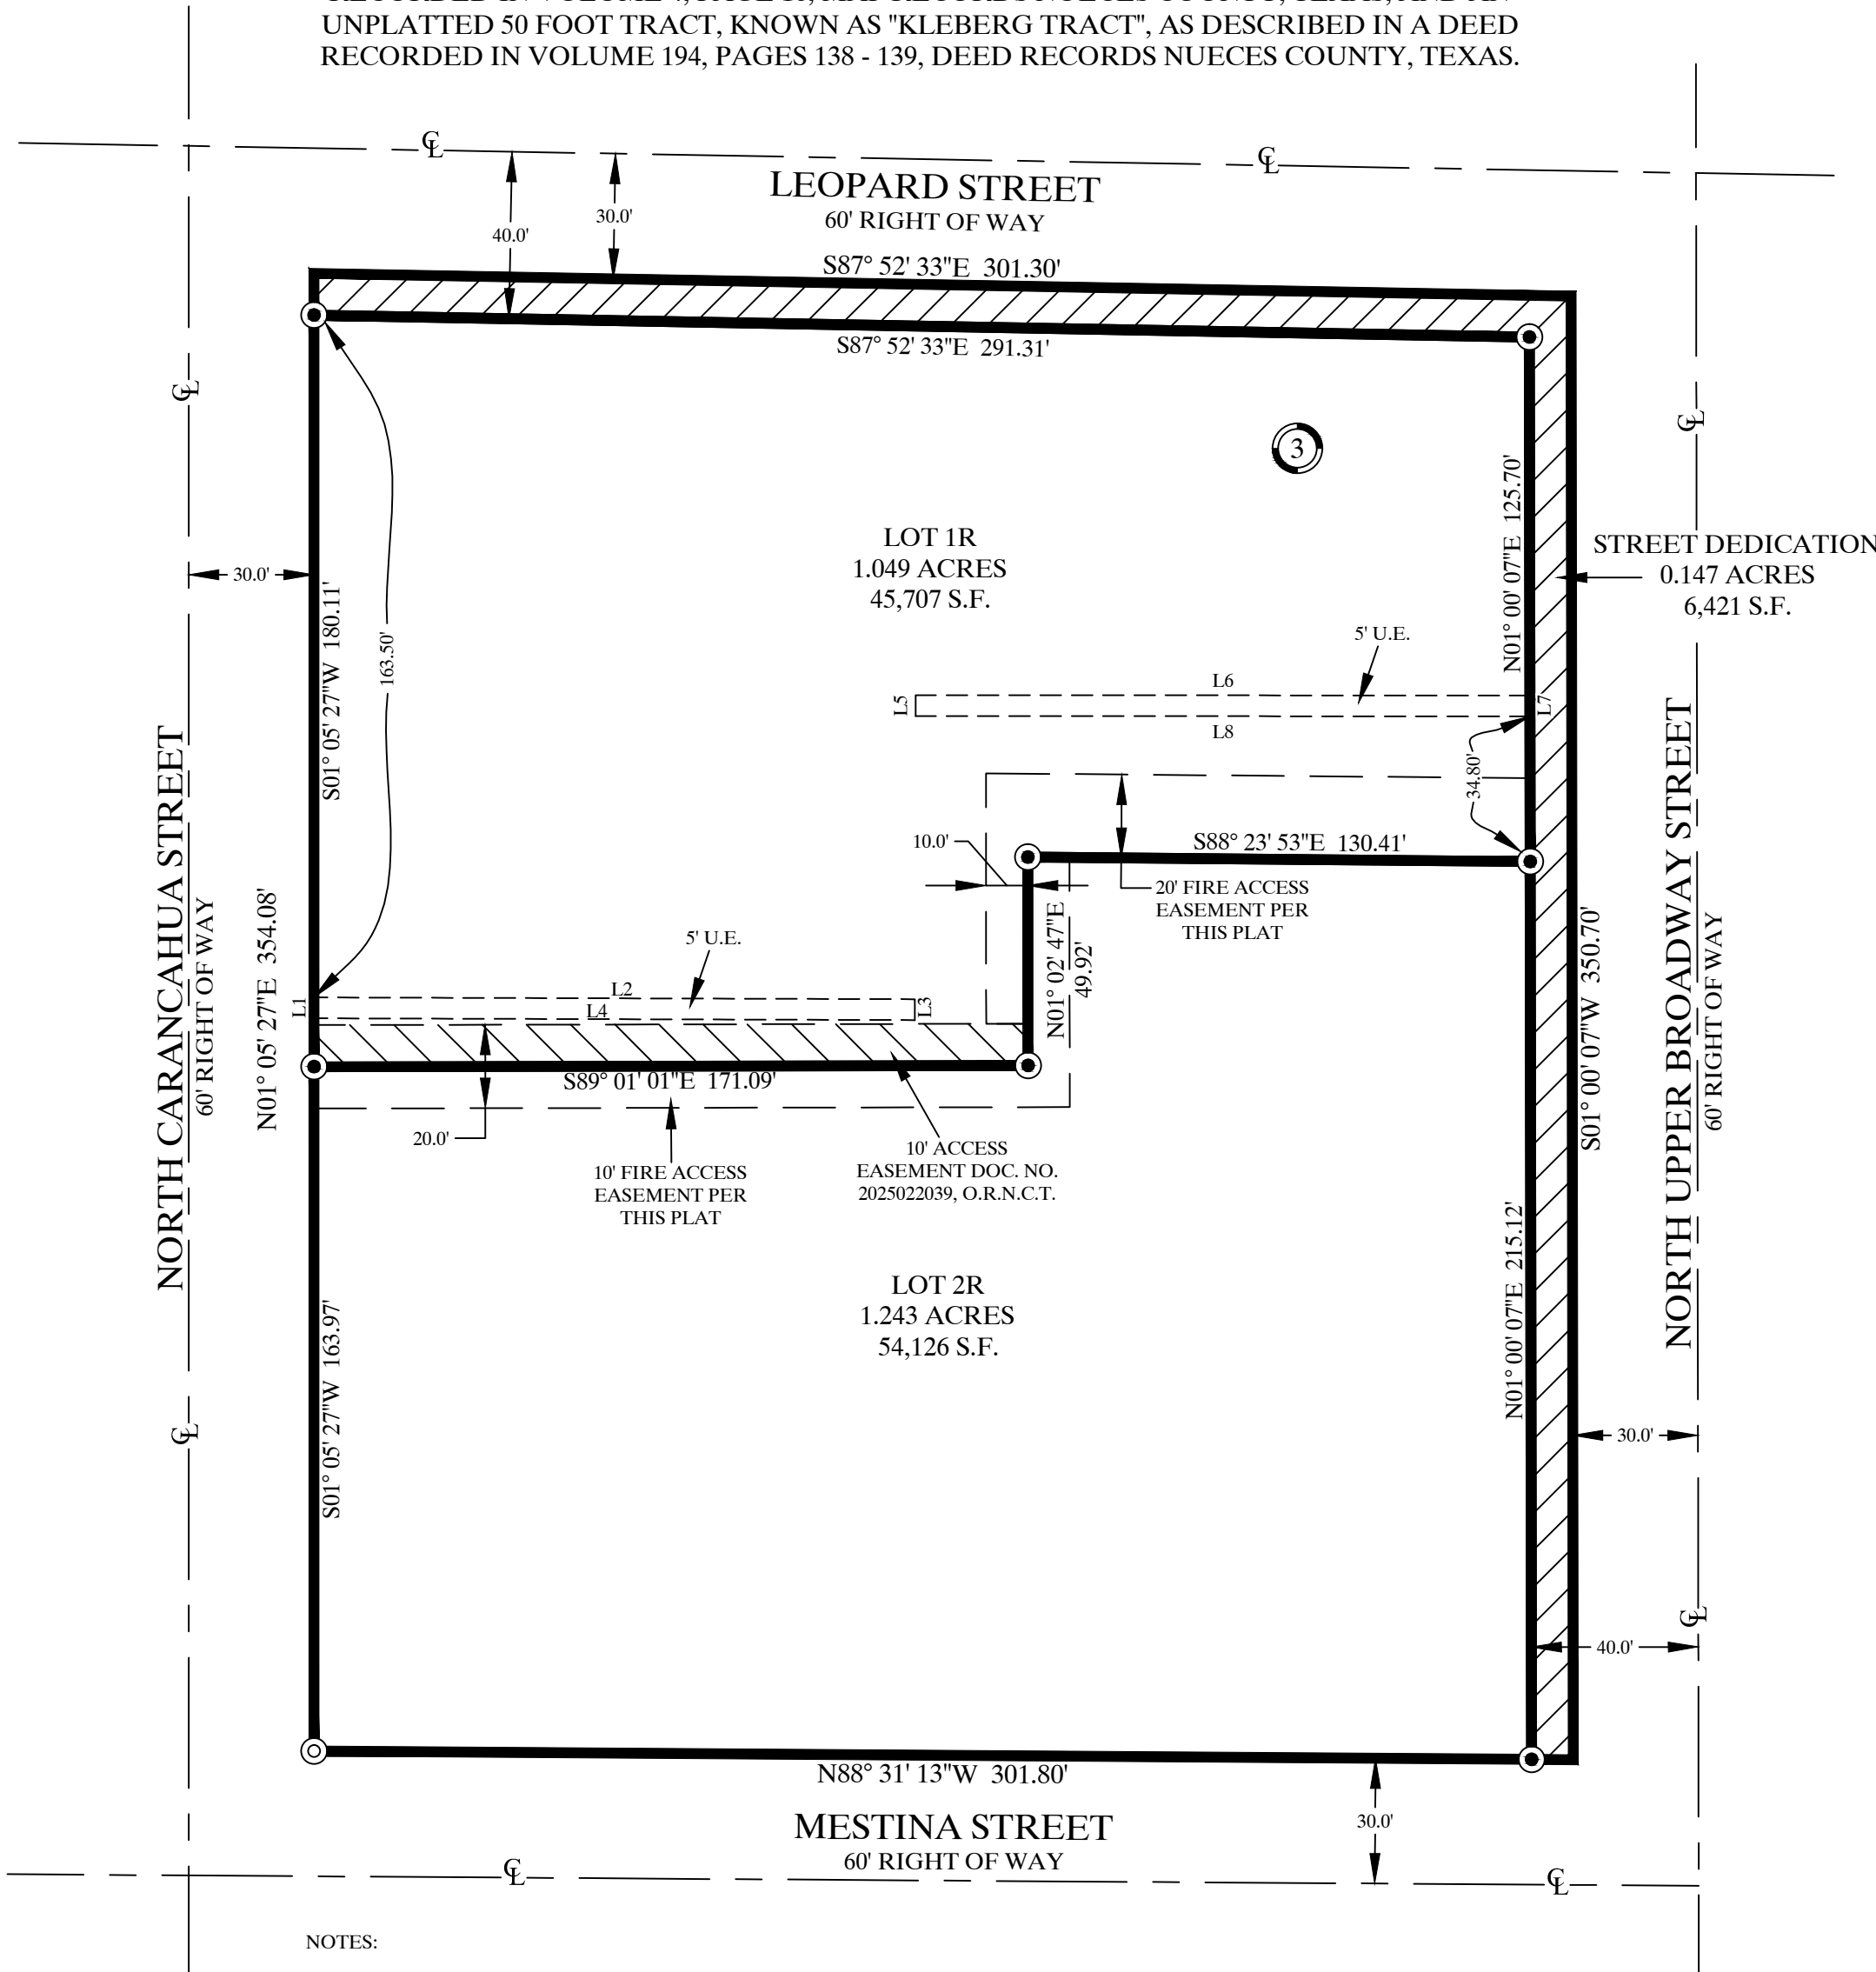 UNPLATTED 50 FOOT TRACT, KNOWN AS "KLEBERG TRACT", AS DESCRIBED IN A DEED
RECORDED IN VOLUME 194, PAGES 138 - 139, DEED RECORDS NUECES COUNTY, TEXAS.
LEOPARD STREET
60' RIGHT OF WAY
40.0'
30.0'
S87° 52' 33"E 301.30'
S87° 52' 33"E 291.31'
3
LOT 1R
1.049 ACRES
45,707 S.F.
N01° 00' 07"E 125.70'
STREET DEDICATION
0.147 ACRES
6,421 S.F.
30.0'
S01° 05' 27"W 180.11'
163.50'
5' U.E.
L5
L6
L7
L8
34.80'
NORTH CARANCAHUA STREET
60' RIGHT OF WAY
N01° 05' 27"E 354.08'
10.0'
S88° 23' 53"E 130.41'
20' FIRE ACCESS
EASEMENT PER
THIS PLAT
N01° 02' 47"E
49.92'
5' U.E.
L1
L2
L3
L4
S89° 01' 01"E 171.09'
20.0'
10' FIRE ACCESS
EASEMENT PER
THIS PLAT
10' ACCESS
EASEMENT DOC. NO.
2025022039, O.R.N.C.T.
S01° 00' 07"W 350.70'
NORTH UPPER BROADWAY STREET
60' RIGHT OF WAY
LOT 2R
1.243 ACRES
54,126 S.F.
S01° 05' 27"W 163.97'
N01° 00' 07"E 215.12'
30.0'
40.0'
N88° 31' 13"W 301.80'
MESTINA STREET
60' RIGHT OF WAY
30.0'
NOTES: